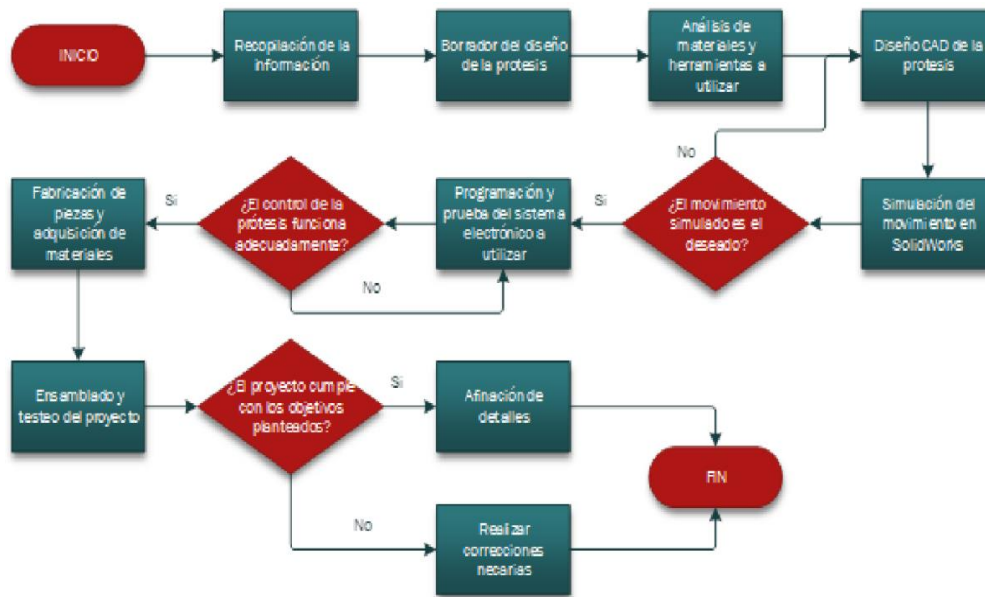 INICIO
Recopilación de la
información
Borrador del diseño
de la protesis
Análisis de
materiales y
herramientas a
utilizar
Diseño CAD de la
protesis
No
Fabricación de
piezas y
adquisición de
materiales
Si
¿El control de la
prótesis funciona
adecuadamente?
Programación y
prueba del sistema
electrónico a
utilizar
Si
¿El movimiento
simulado es el
deseado?
Simulación del
movimiento en
SolidWorks
No
Ensamblado y
testeo del proyecto
¿El proyecto cumple
con los objetivos
planteados?
Si
Afinación de
detalles
FIN
No
Realizar
correcciones
necarias